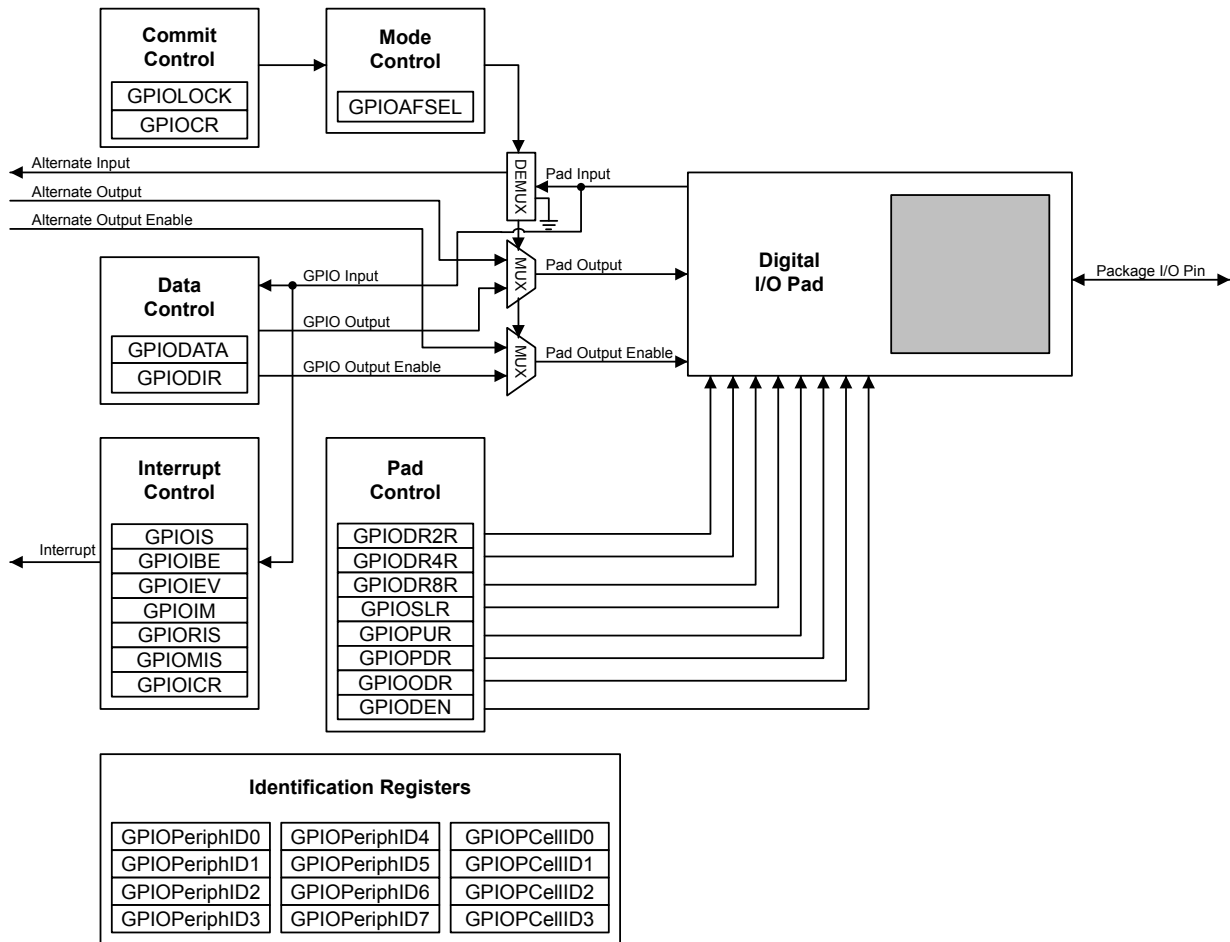 Commit
Control
GPIOLOCK
GPIOCR
Mode
Control
GPIOAFSEL
Alternate Input
Alternate Output
Alternate Output Enable
DEMUX
Pad Input
MUX
Pad Output
MUX
Pad Output Enable
Digital
I/O Pad
Package I/O Pin
Data
Control
GPIODATA
GPIODIR
GPIO Input
GPIO Output
GPIO Output Enable
Interrupt
Control
GPIOIS
GPIOIBE
GPIOIEV
GPIOIM
GPIORIS
GPIOMIS
GPIOICR
Interrupt
Pad
Control
GPIODR2R
GPIODR4R
GPIODR8R
GPIOSLR
GPIOPUR
GPIOPDR
GPIOODR
GPIODEN
Identification Registers
GPIOPeriphID0
GPIOPeriphID1
GPIOPeriphID2
GPIOPeriphID3
GPIOPeriphID4
GPIOPeriphID5
GPIOPeriphID6
GPIOPeriphID7
GPIOPCellID0
GPIOPCellID1
GPIOPCellID2
GPIOPCellID3